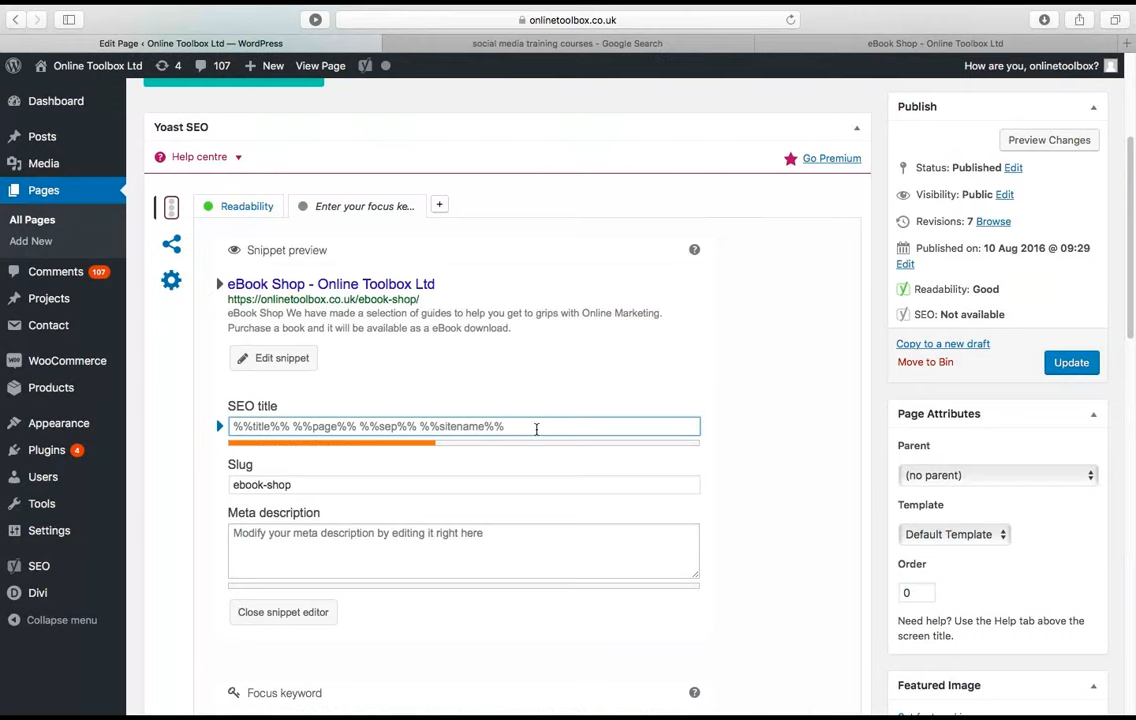 onlinetoolbox.co.uk
Edit Page ‹ Online Toolbox Ltd — WordPress
social media training courses - Google Search
eBook Shop - Online Toolbox Ltd
Online Toolbox Ltd
4
107
New
View Page
How are you, onlinetoolbox?
Dashboard
Posts
Media
Pages
All Pages
Add New
Comments 107
Projects
Contact
WooCommerce
Products
Appearance
Plugins 4
Users
Tools
Settings
SEO
Divi
Collapse menu
Yoast SEO
Help centre
Go Premium
Readability
Enter your focus ke...
+
Snippet preview
eBook Shop - Online Toolbox Ltd
https://onlinetoolbox.co.uk/ebook-shop/
eBook Shop We have made a selection of guides to help you get to grips with Online Marketing.
Purchase a book and it will be available as a eBook download.
Edit snippet
SEO title
%%title%% %%page%% %%sep%% %%sitename%%
Slug
ebook-shop
Meta description
Modify your meta description by editing it right here
Close snippet editor
Focus keyword
Publish
Preview Changes
Status: Published Edit
Visibility: Public Edit
Revisions: 7 Browse
Published on: 10 Aug 2016 @ 09:29
Edit
Readability: Good
SEO: Not available
Copy to a new draft
Move to Bin
Update
Page Attributes
Parent
(no parent)
Template
Default Template
Order
0
Need help? Use the Help tab above the
screen title.
Featured Image